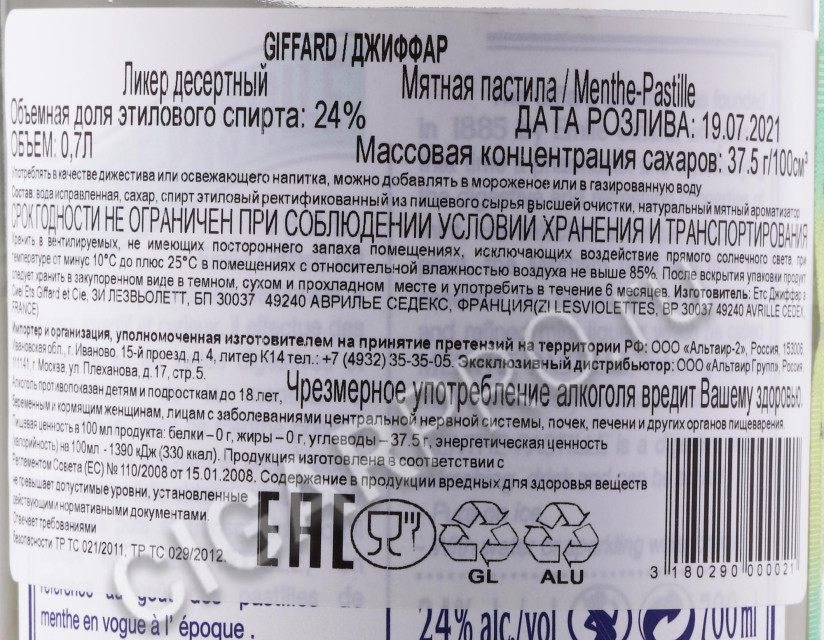 GIFFARD / ДЖИФФАР
Ликер десертный Мятная пастила / Menthe-Pastille
Объемная доля этилового спирта: 24% ДАТА РОЗЛИВА: 19.07.2021
ОБЪЕМ: 0,7Л Массовая концентрация сахаров: 37.5 г/100см³
Употреблять в качестве дижестива или освежающего напитка, можно добавлять в мороженое или в газированную воду
Состав: вода исправленная, сахар, спирт этиловый ректификованный из пищевого сырья высшей очистки, натуральный мятный ароматизатор
СРОК ГОДНОСТИ НЕ ОГРАНИЧЕН ПРИ СОБЛЮДЕНИИ УСЛОВИЙ ХРАНЕНИЯ И ТРАНСПОРТИРОВАНИЯ
Хранить в вентилируемых, не имеющих постороннего запаха помещениях, исключающих воздействие прямого солнечного света, при
температуре от минус 10°С до плюс 25°С в помещениях с относительной влажностью воздуха не выше 85%. После вскрытия упаковки продукт
следует хранить в закупоренном виде в темном, сухом и прохладном месте и употребить в течение 6 месяцев. Изготовитель: Етс Джиффар э
Ets Giffard et Cie, ЗИ ЛЕЗВЬОЛЕТТ, БП 30037 49240 АВРИЛЬЕ СЕДЕКС, ФРАНЦИЯ(ZI LESVIOLETTES, BP 30037 49240 AVRILLE CEDEX,
FRANCE)
Импортер и организация, уполномоченная изготовителем на принятие претензий на территории РФ: ООО «Альтаир-2», Россия, 153006,
Ивановская обл., г. Иваново. 15-й проезд, д. 4, литер К14 тел.: +7 (4932) 35-35-05. Эксклюзивный дистрибьютор: ООО «Альтаир Групп», Россия,
111141, г. Москва, ул. Плеханова, д.17, стр.5.
Алкоголь противопоказан детям и подросткам до 18 лет, Чрезмерное употребление алкоголя вредит Вашему здоровью.
беременным и кормящим женщинам, лицам с заболеваниями центральной нервной системы, почек, печени и других органов пищеварения.
Пищевая ценность в 100 мл продукта: белки – 0 г, жиры – 0 г, углеводы – 37.5 г, энергетическая ценность
(калорийность) на 100мл - 1390 кДж (330 ккал). Продукция изготовлена в соответствии с
Регламентом Совета (ЕС) № 110/2008 от 15.01.2008. Содержание в продукции вредных для здоровья веществ
не превышает допустимые уровни, установленные
действующими нормативными документами.
Отвечает требованиями
безопасности ТР ТС 021/2011, ТР ТС 029/2012.
EAC
GL ALU
3 180290 000021
référence au goût des pastilles de
menthe en vogue à l' époque .
24% alc./vol 700 ml
CIGARPRO.ru